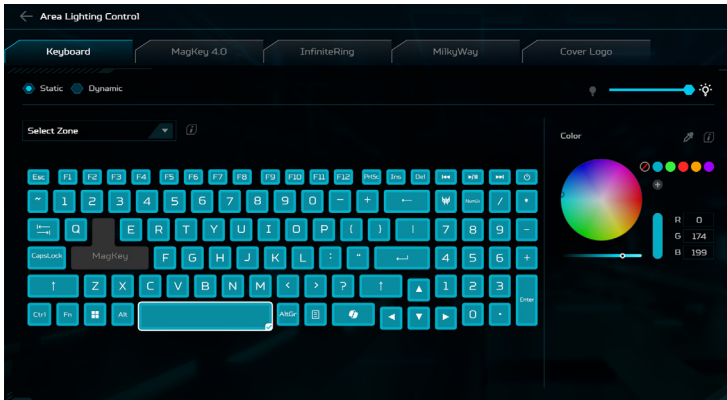 Area Lighting Control
Keyboard MagKey 4.0 InfiniteRing MilkyWay Cover Logo
Static Dynamic
Select Zone
Color
Esc F1 F2 F3 F4 F5 F6 F7 F8 F9 F10 F11 F12 PrtSc Ins Del
~ 1 2 3 4 5 6 7 8 9 0 - + NumLk / *
Q E R T Y U I O P { } | 7 8 9 -
CapsLock MagKey F G H J K L : " 4 5 6 +
Z X C V B N M < > ? 1 2 3
Enter
Ctrl Fn Alt AltGr 0 .
R 0
G 174
B 199